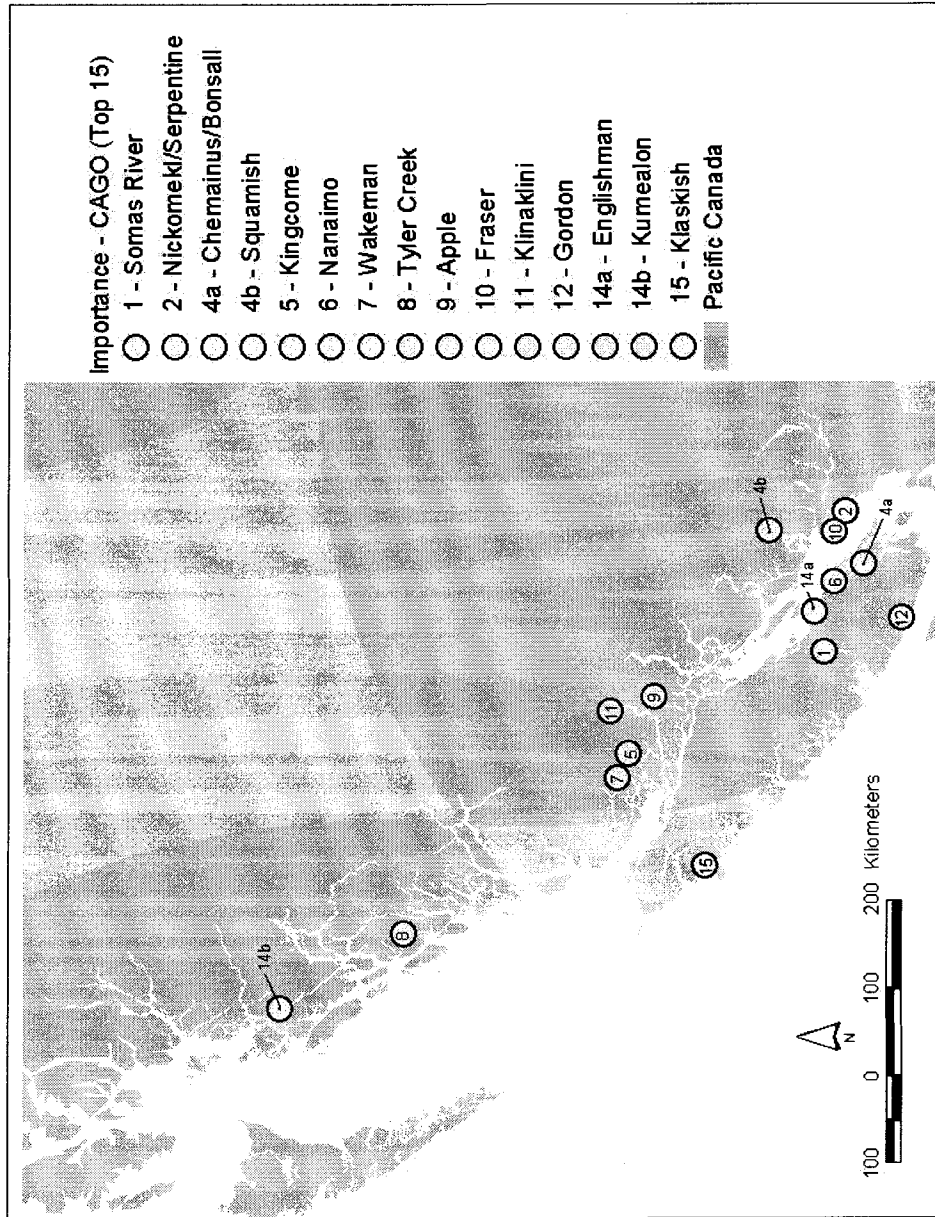 Importance - CAGO (Top 15)
1 - Somas River
2 - Nickomekl/Serpentine
4a - Chemainus/Bonsall
4b - Squamish
5 - Kingcome
6 - Nanaimo
7 - Wakeman
8 - Tyler Creek
9 - Apple
10 - Fraser
11 - Klinaklini
12 - Gordon
14a - Englishman
14b - Kumealon
15 - Klaskish
Pacific Canada
14b
8
11
7
5
9
15
4b
14a
10
2
6
1
4a
12
N
100 0 100 200 Kilometers